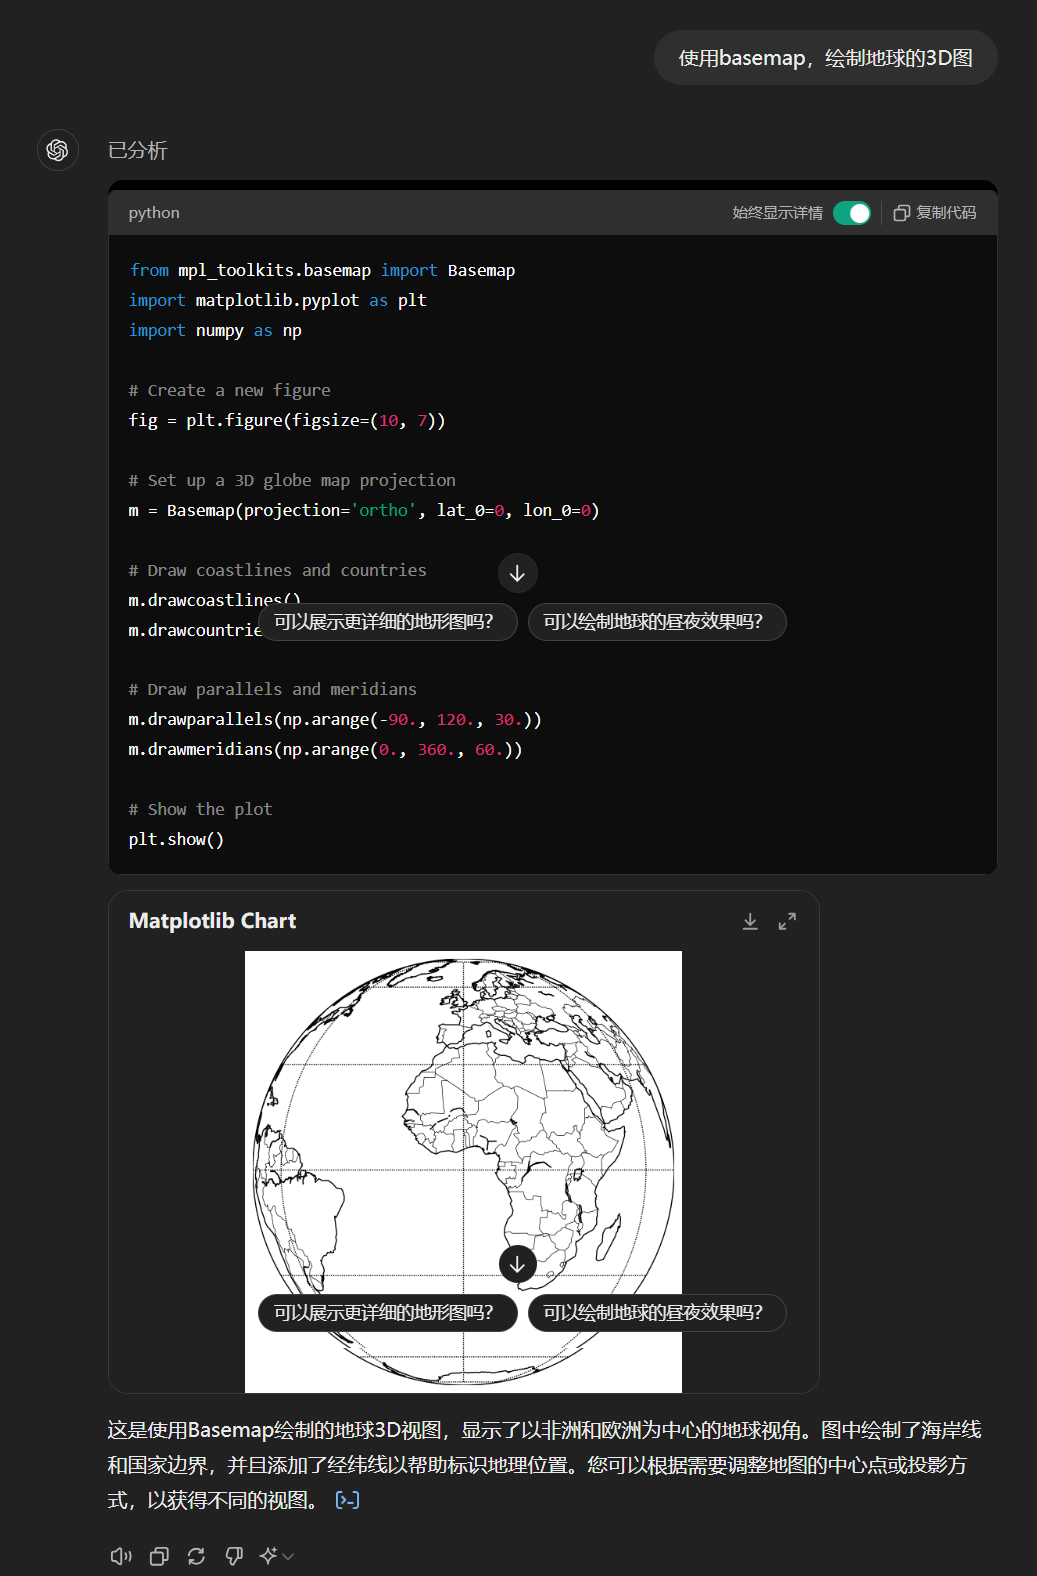 使用basemap，绘制地球的3D图
已分析
python
始终显示详情 复制代码
from mpl_toolkits.basemap import Basemap
import matplotlib.pyplot as plt
import numpy as np
# Create a new figure
fig = plt.figure(figsize=(10, 7))
# Set up a 3D globe map projection
m = Basemap(projection='ortho', lat_0=0, lon_0=0)
# Draw coastlines and countries
m.drawcoastlines()
m.drawcountrie
可以展示更详细的地形图吗？ 可以绘制地球的昼夜效果吗？
# Draw parallels and meridians
m.drawparallels(np.arange(-90., 120., 30.))
m.drawmeridians(np.arange(0., 360., 60.))
# Show the plot
plt.show()
Matplotlib Chart
可以展示更详细的地形图吗？ 可以绘制地球的昼夜效果吗？
这是使用Basemap绘制的地球3D视图，显示了以非洲和欧洲为中心的地球视角。图中绘制了海岸线
和国家边界，并且添加了经纬线以帮助标识地理位置。您可以根据需要调整地图的中心点或投影方
式，以获得不同的视图。 [>-]